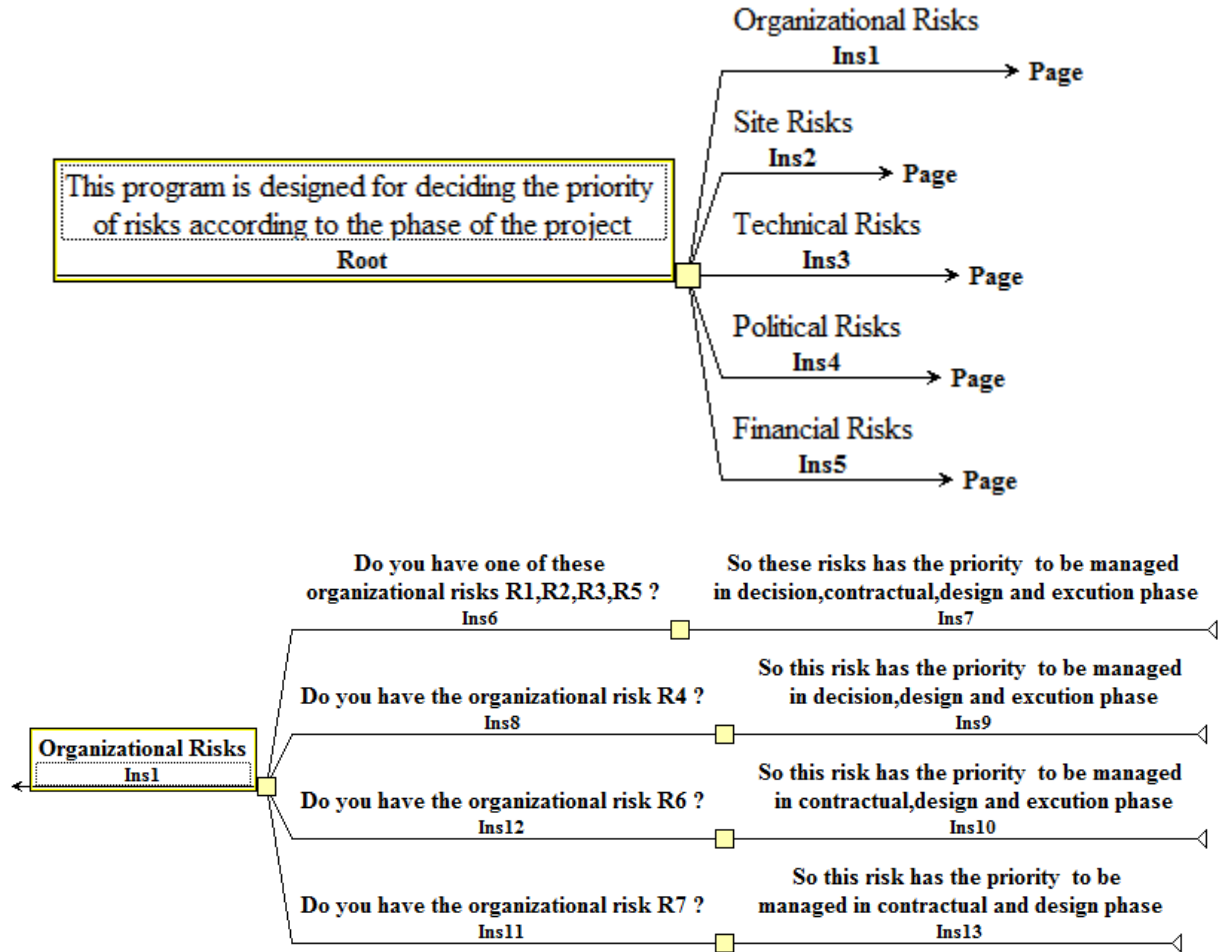 Organizational Risks
Ins1
Page
Site Risks
Ins2
Page
This program is designed for deciding the priority
of risks according to the phase of the project
Root
Technical Risks
Ins3
Page
Political Risks
Ins4
Page
Financial Risks
Ins5
Page
Do you have one of these
organizational risks R1,R2,R3,R5 ?
Ins6
So these risks has the priority to be managed
in decision,contractual,design and excution phase
Ins7
Do you have the organizational risk R4 ?
Ins8
So this risk has the priority to be managed
in decision,design and excution phase
Ins9
Organizational Risks
Ins1
Do you have the organizational risk R6 ?
Ins12
So this risk has the priority to be managed
in contractual,design and excution phase
Ins10
Do you have the organizational risk R7 ?
Ins11
So this risk has the priority to be
managed in contractual and design phase
Ins13